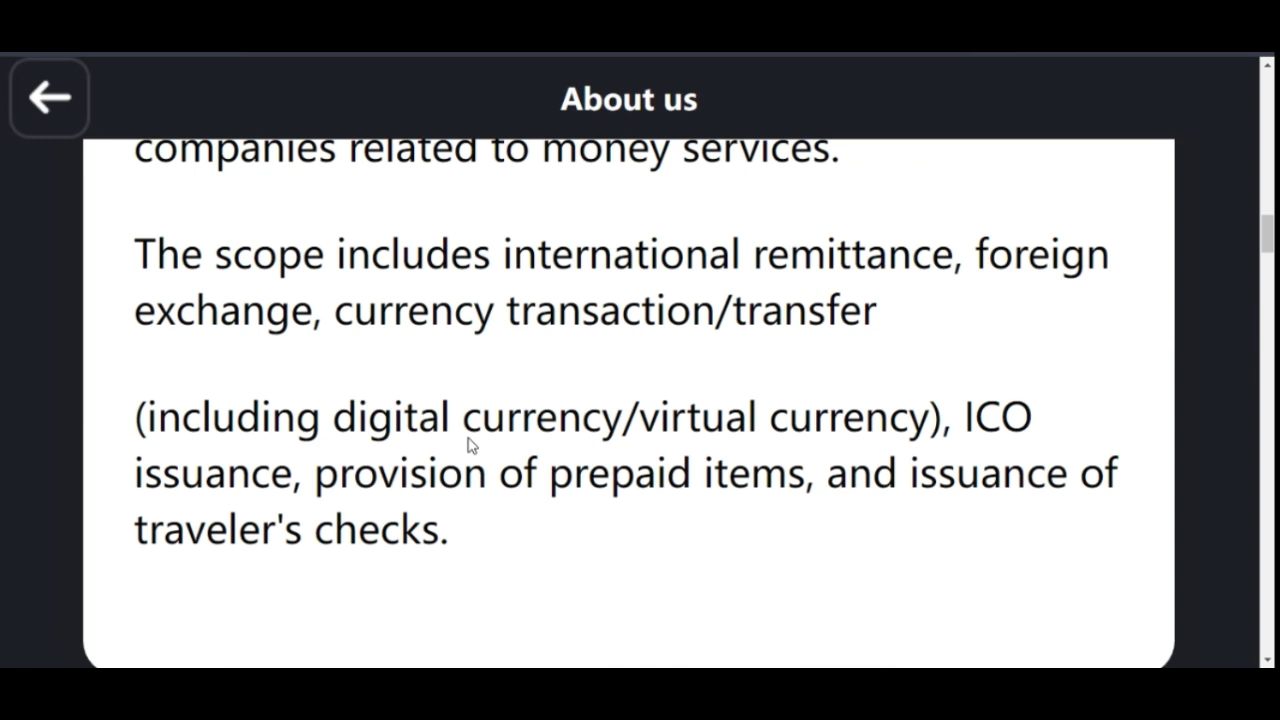 About us
companies related to money services.
The scope includes international remittance, foreign
exchange, currency transaction/transfer
(including digital currency/virtual currency), ICO
issuance, provision of prepaid items, and issuance of
traveler's checks.